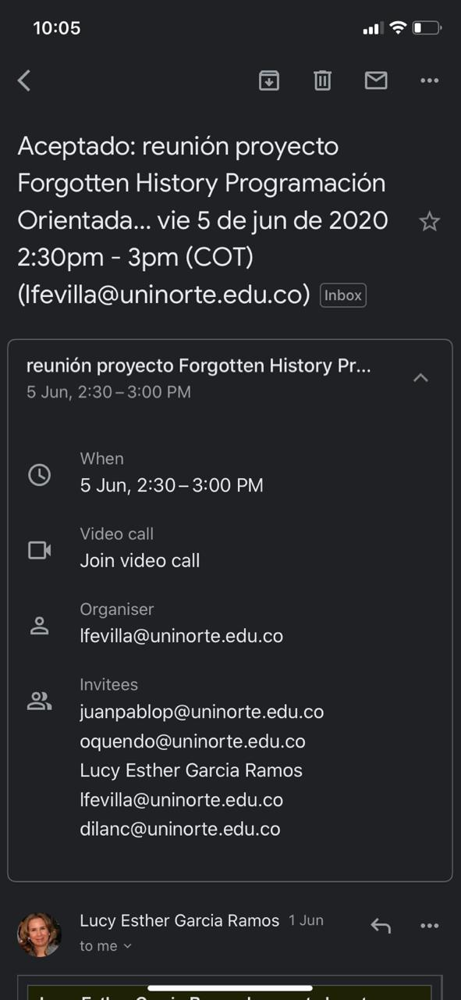 10:05
Aceptado: reunión proyecto
Forgotten History Programación
Orientada... vie 5 de jun de 2020
2:30pm - 3pm (COT)
(lfevilla@uninorte.edu.co) Inbox
reunión proyecto Forgotten History Pr...
5 Jun, 2:30 – 3:00 PM
When
5 Jun, 2:30 – 3:00 PM
Video call
Join video call
Organiser
lfevilla@uninorte.edu.co
Invitees
juanpablop@uninorte.edu.co
oquendo@uninorte.edu.co
Lucy Esther Garcia Ramos
lfevilla@uninorte.edu.co
dilanc@uninorte.edu.co
Lucy Esther Garcia Ramos 1 Jun
to me